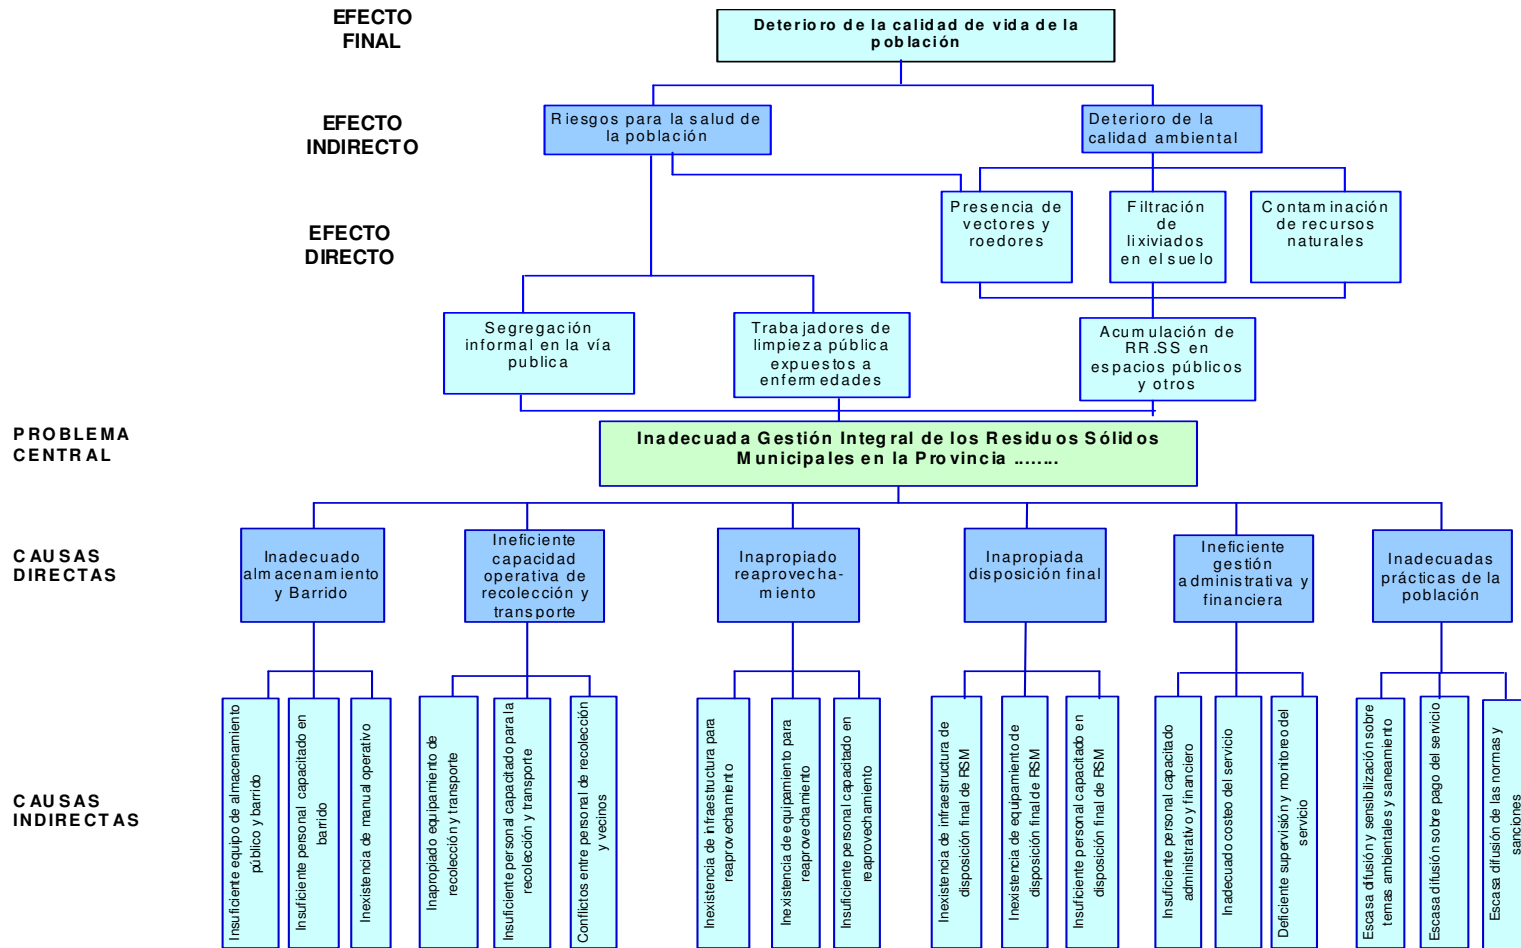 EFECTO
FINAL
Deterioro de la calidad de vida de la
población
EFECTO
INDIRECTO
Riesgos para la salud de
la población
Deterioro de la
calidad ambiental
EFECTO
DIRECTO
Presencia de
vectores y
roedores
Filtración
de
lixiviados
en el suelo
Contaminación
de recursos
naturales
Segregación
informal en la vía
publica
Trabajadores de
limpieza pública
expuestos a
enfermedades
Acumulación de
RR.SS en
espacios públicos
y otros
PROBLEMA
CENTRAL
Inadecuada Gestión Integral de los Residuos Sólidos
Municipales en la Provincia ........
CAUSAS
DIRECTAS
Inadecuado
almacenamiento
y Barrido
Ineficiente
capacidad
operativa de
recolección y
transporte
Inapropiado
reaprovecha-
miento
Inapropiada
disposición final
Ineficiente
gestión
administrativa y
financiera
Inadecuadas
prácticas de la
población
CAUSAS
INDIRECTAS
Insuficiente equipo de almacenamiento
público y barrido
Insuficiente personal capacitado en
barrido
Inexistencia de manual operativo
Inapropiado equipamiento de
recolección y transporte
Insuficiente personal capacitado para la
recolección y transporte
Conflictos entre personal de recolección
y vecinos
Inexistencia de infraestructura para
reaprovechamiento
Inexistencia de equipamiento para
reaprovechamiento
Insuficiente personal capacitado en
reaprovechamiento
Inexistencia de infraestructura de
disposición final de RSM
Inexistencia de equipamiento de
disposición final de RSM
Insuficiente personal capacitado en
disposición final de RSM
Insuficiente personal capacitado
administrativo y financiero
Inadecuado costeo del servicio
Deficiente supervisión y monitoreo del
servicio
Escasa difusión y sensibilización sobre
temas ambientales y saneamiento
Escasa difusión sobre pago del servicio
Escasa difusión de las normas y
sanciones